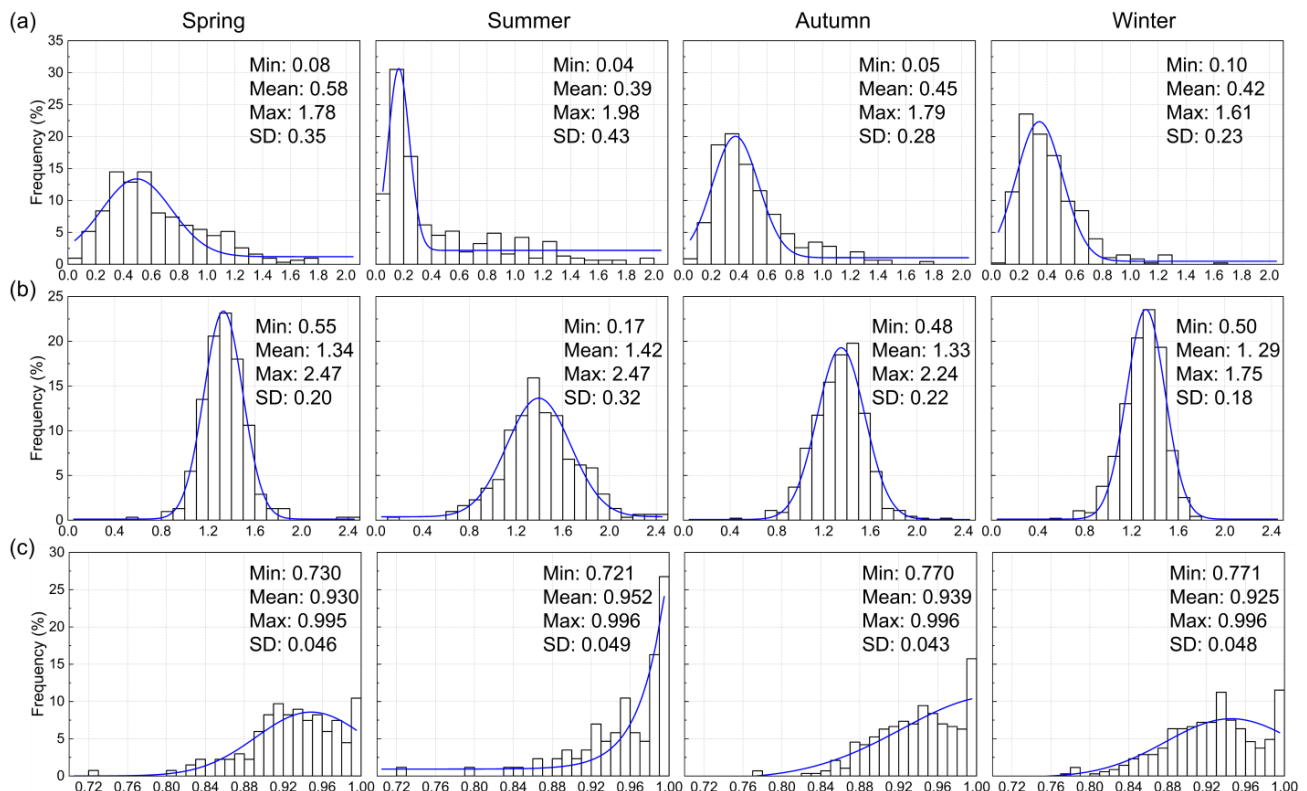 Spring Summer Autumn Winter
(a)
35
30
25
20
15
10
5
0
Frequency (%)
Min: 0.08
Mean: 0.58
Max: 1.78
SD: 0.35
Min: 0.04
Mean: 0.39
Max: 1.98
SD: 0.43
Min: 0.05
Mean: 0.45
Max: 1.79
SD: 0.28
Min: 0.10
Mean: 0.42
Max: 1.61
SD: 0.23
0.0 0.2 0.4 0.6 0.8 1.0 1.2 1.4 1.6 1.8 2.0
0.0 0.2 0.4 0.6 0.8 1.0 1.2 1.4 1.6 1.8 2.0
0.0 0.2 0.4 0.6 0.8 1.0 1.2 1.4 1.6 1.8 2.0
0.0 0.2 0.4 0.6 0.8 1.0 1.2 1.4 1.6 1.8 2.0
(b)
25
20
15
10
5
0
Frequency (%)
Min: 0.55
Mean: 1.34
Max: 2.47
SD: 0.20
Min: 0.17
Mean: 1.42
Max: 2.47
SD: 0.32
Min: 0.48
Mean: 1.33
Max: 2.24
SD: 0.22
Min: 0.50
Mean: 1. 29
Max: 1.75
SD: 0.18
0.0 0.4 0.8 1.2 1.6 2.0 2.4
0.0 0.4 0.8 1.2 1.6 2.0 2.4
0.0 0.4 0.8 1.2 1.6 2.0 2.4
0.0 0.4 0.8 1.2 1.6 2.0 2.4
(c)
30
25
20
15
10
5
0
Frequency (%)
Min: 0.730
Mean: 0.930
Max: 0.995
SD: 0.046
Min: 0.721
Mean: 0.952
Max: 0.996
SD: 0.049
Min: 0.770
Mean: 0.939
Max: 0.996
SD: 0.043
Min: 0.771
Mean: 0.925
Max: 0.996
SD: 0.048
0.72 0.76 0.80 0.84 0.88 0.92 0.96 1.00
0.72 0.76 0.80 0.84 0.88 0.92 0.96 1.00
0.72 0.76 0.80 0.84 0.88 0.92 0.96 1.00
0.72 0.76 0.80 0.84 0.88 0.92 0.96 1.00